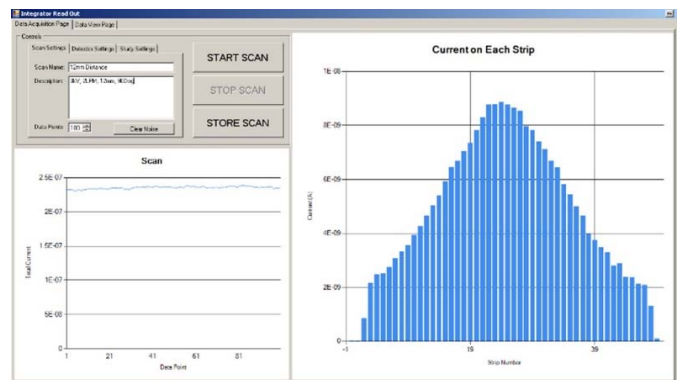 Integrator Read Out
Data Acquisition Page Data View Page
Controls
Scan Settings Detector Settings Study Settings
Scan Name: 12mm Distance
Description:
Data Points: 100
Clear Noise
START SCAN
STOP SCAN
STORE SCAN
Scan
2.5E-07
2E-07
1.5E-07
1E-07
5E-08
0
1 21 41 61 81
Total Current
Data Point
Current on Each Strip
1E-08
8E-09
6E-09
4E-09
2E-09
0
-1 19 39
Current (A)
Strip Number